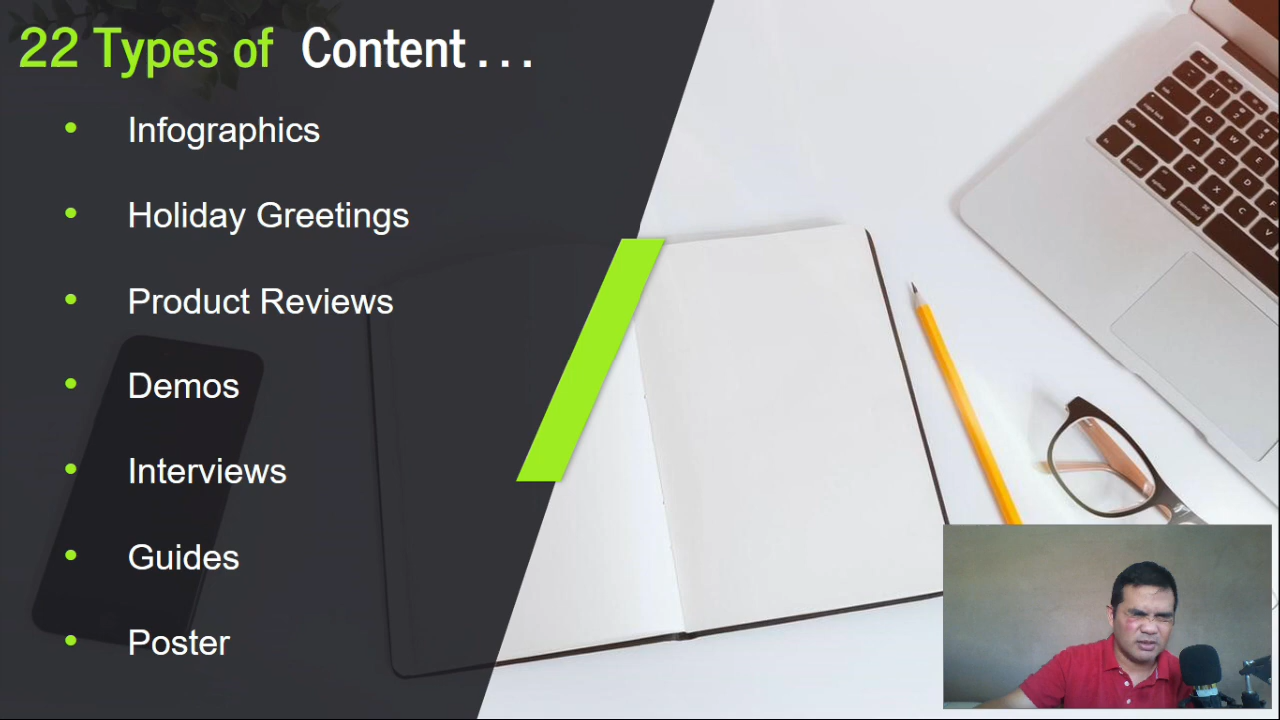 22 Types of Content . . .
• Infographics
• Holiday Greetings
• Product Reviews
• Demos
• Interviews
• Guides
• Poster